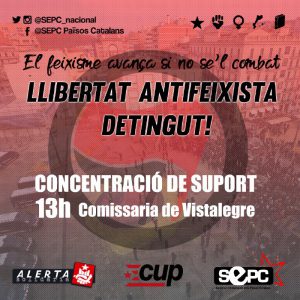 @SEPC_nacional
@SEPC Països Catalans
El feixisme avança si no se'l combat
LLIBERTAT ANTIFEIXISTA
DETINGUT!
CONCENTRACIÓ DE SUPORT
13h Comissaria de Vistalegre
ALERTA
SOLIDÀRIA
cup
sepc